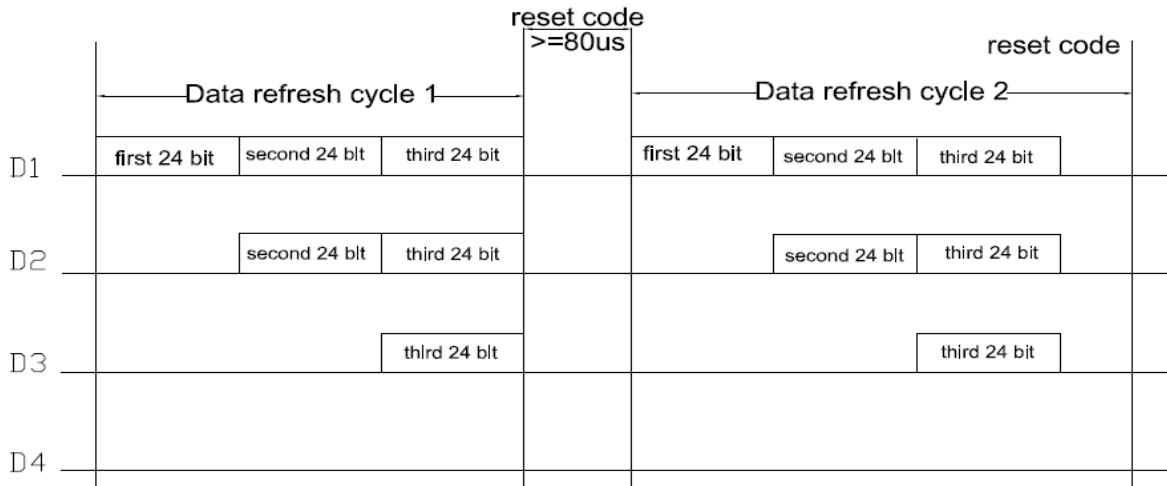 reset code
>=80us
reset code
Data refresh cycle 1
Data refresh cycle 2
D1 first 24 bit second 24 blt third 24 bit first 24 bit second 24 blt third 24 bit
D2 second 24 blt third 24 bit second 24 blt third 24 bit
D3 thlrd 24 blt third 24 bit
D4